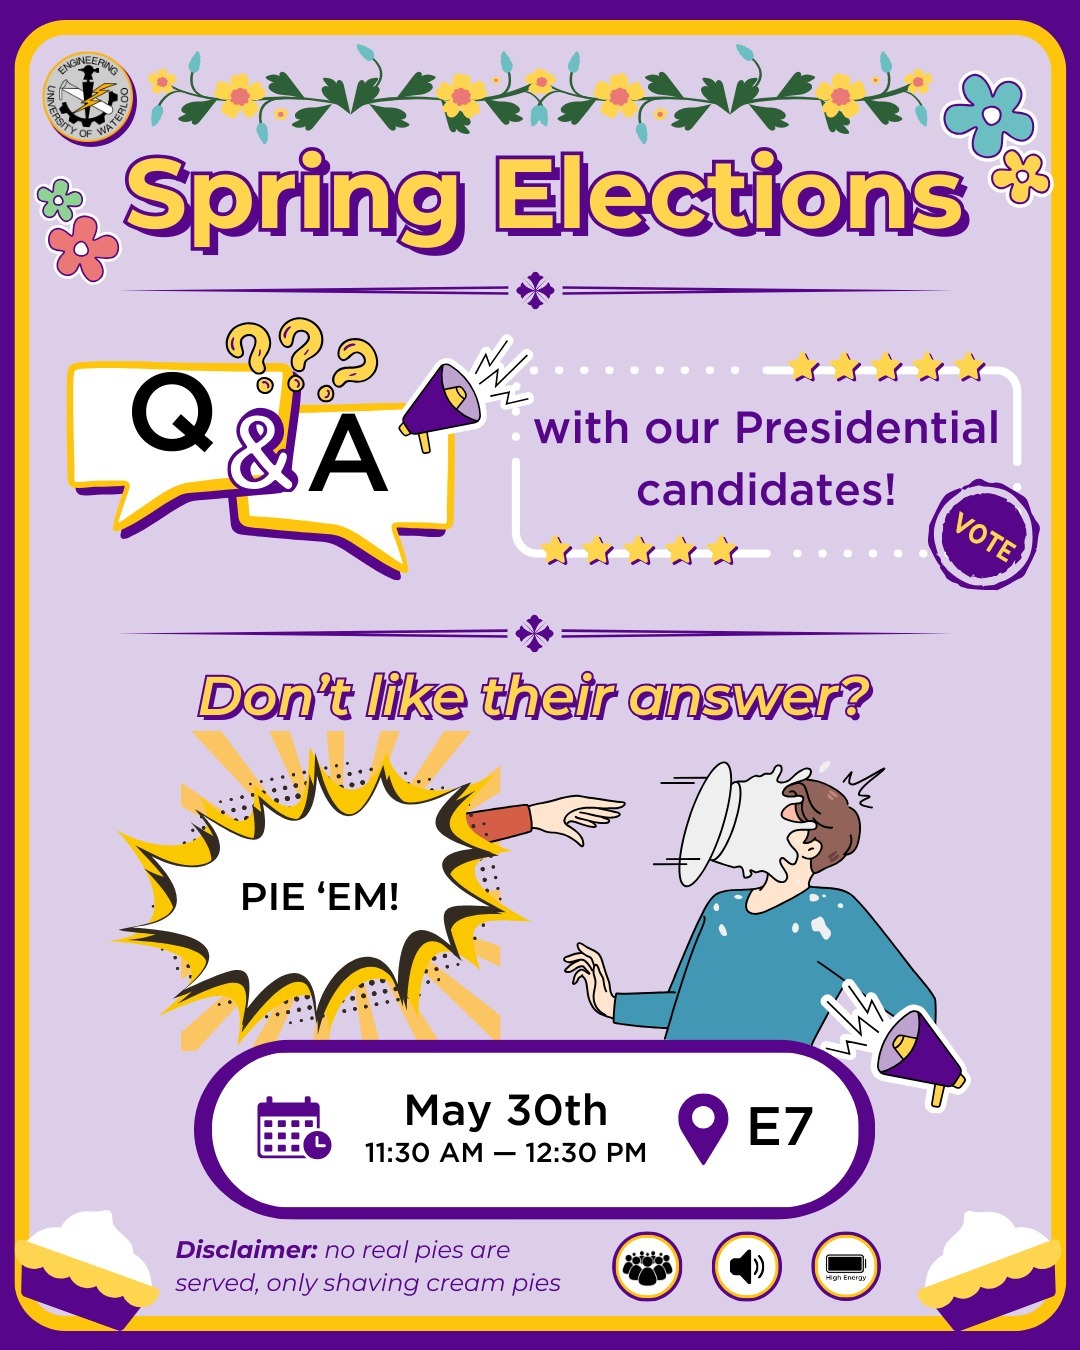 ENGINEERING
UNIVERSITY OF WATERLOO
Spring Elections
Q & A
with our Presidential
candidates!
VOTE
Don't like their answer?
PIE ‘EM!
May 30th
11:30 AM — 12:30 PM
E7
Disclaimer: no real pies are
served, only shaving cream pies
High Energy